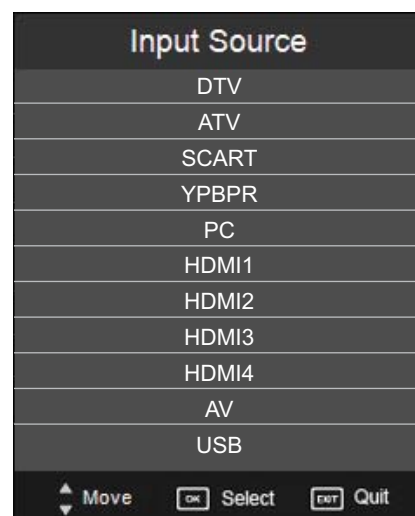 Input Source
DTV
ATV
SCART
YPBPR
PC
HDMI1
HDMI2
HDMI3
HDMI4
AV
USB
Move OK Select EXIT Quit